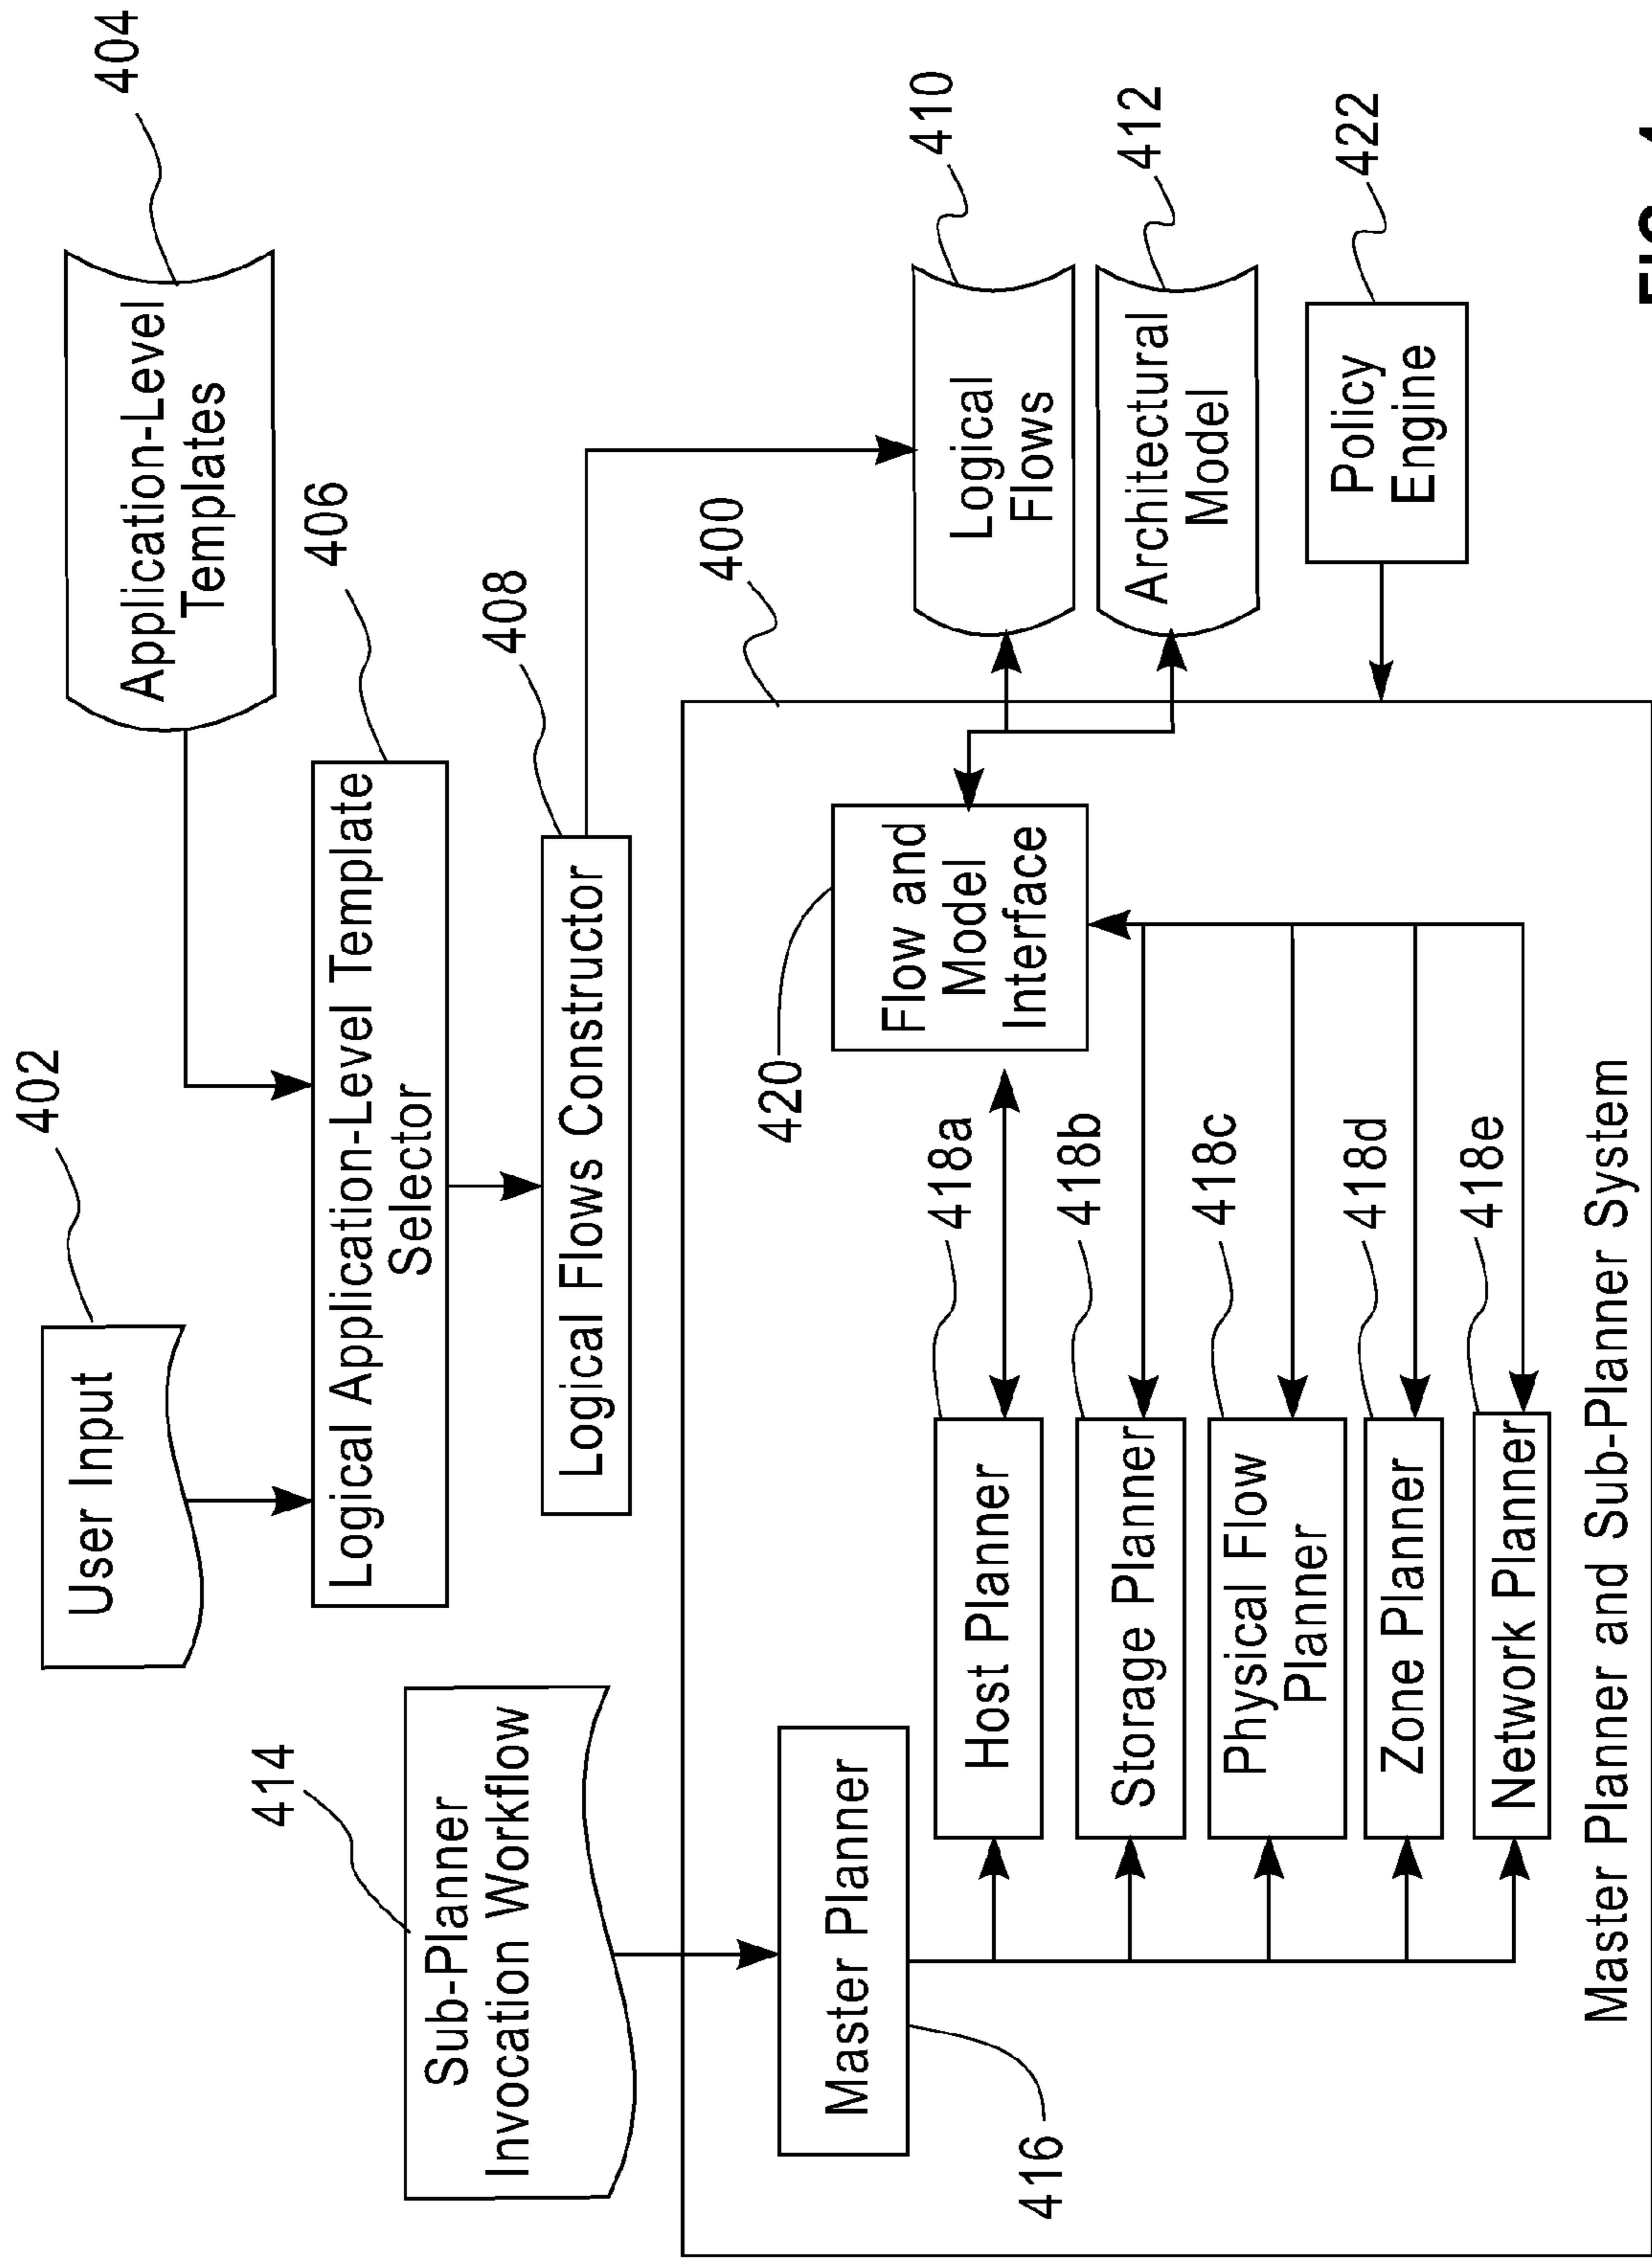 402
User Input
404
Application-Level
Templates
406
Logical Application-Level Template
Selector
408
Logical Flows Constructor
414
Sub-Planner
Invocation Workflow
400
410
Logical
Flows
412
Architectural
Model
422
Policy
Engine
416
Master Planner
420
Flow and
Model
Interface
418a
Host Planner
418b
Storage Planner
418c
Physical Flow
Planner
418d
Zone Planner
418e
Network Planner
Master Planner and Sub-Planner System